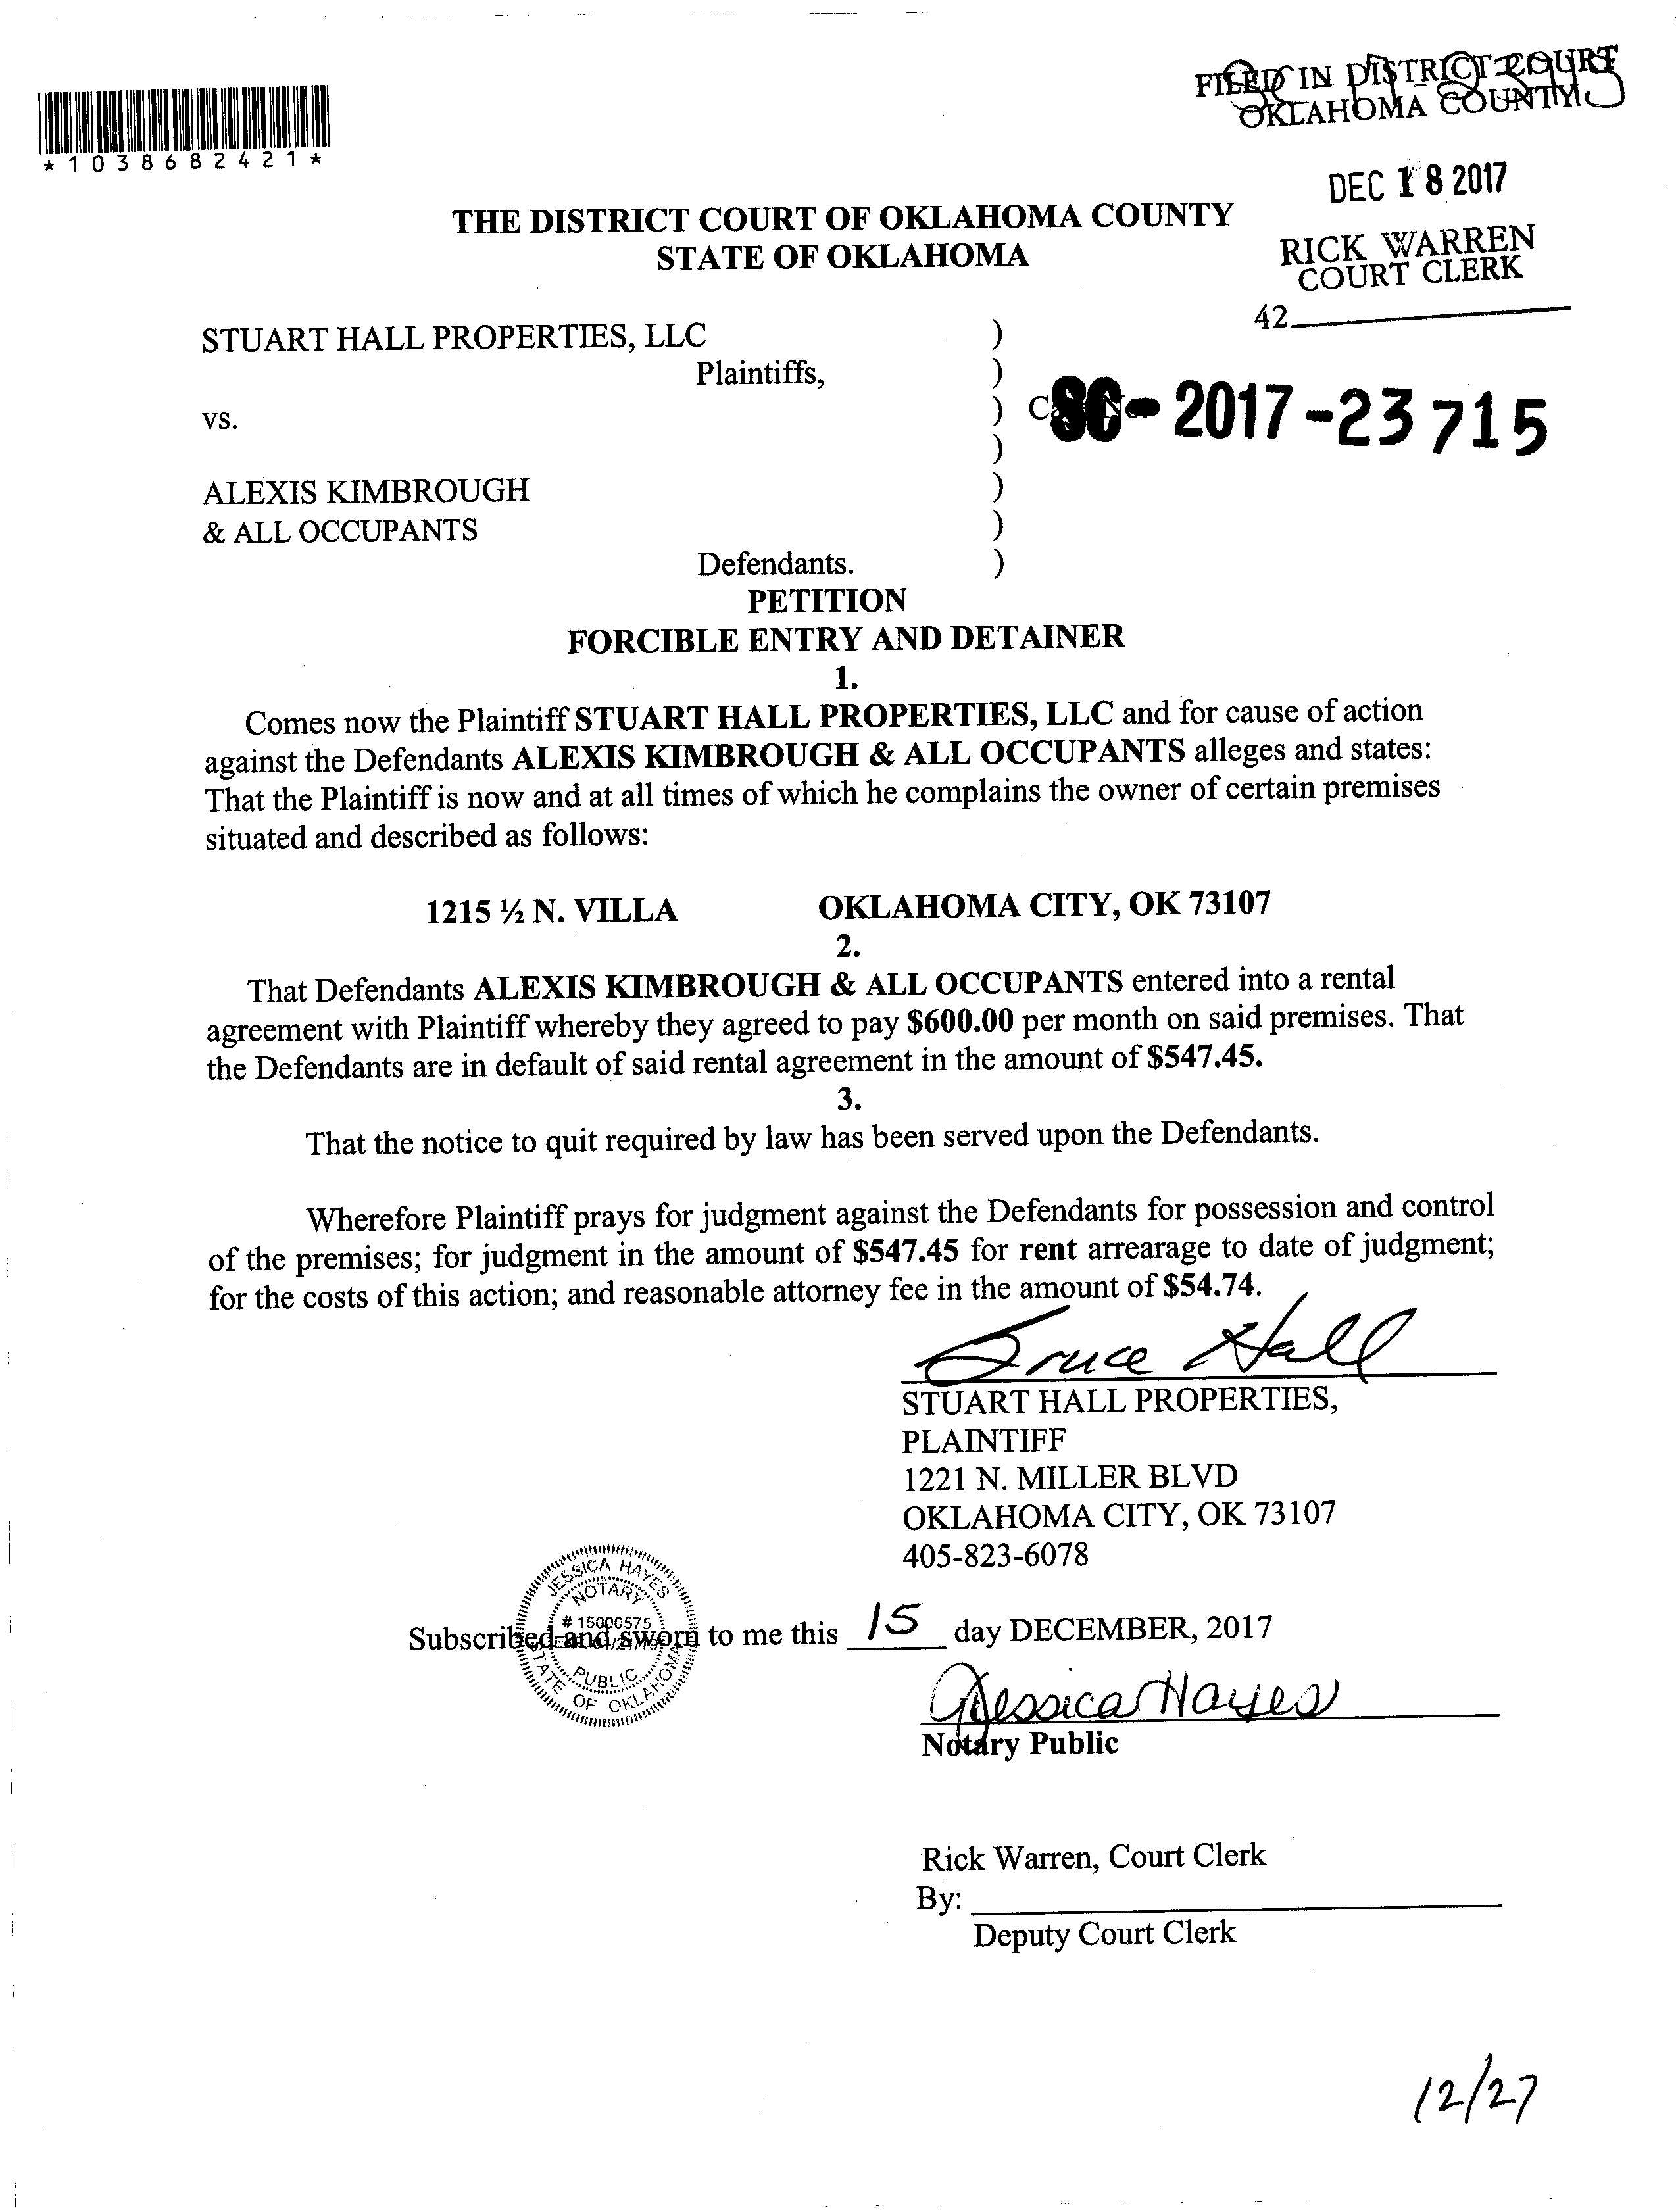 FILED IN DISTRICT COURT
OKLAHOMA COUNTY
*1038682421*
DEC 18 2017
THE DISTRICT COURT OF OKLAHOMA COUNTY
STATE OF OKLAHOMA
RICK WARREN
COURT CLERK
42
STUART HALL PROPERTIES, LLC )
Plaintiffs, )
vs. ) SC-2017-23715
)
ALEXIS KIMBROUGH )
& ALL OCCUPANTS )
Defendants. )
PETITION
FORCIBLE ENTRY AND DETAINER
1.
Comes now the Plaintiff STUART HALL PROPERTIES, LLC and for cause of action
against the Defendants ALEXIS KIMBROUGH & ALL OCCUPANTS alleges and states:
That the Plaintiff is now and at all times of which he complains the owner of certain premises
situated and described as follows:
1215 ½ N. VILLA OKLAHOMA CITY, OK 73107
2.
That Defendants ALEXIS KIMBROUGH & ALL OCCUPANTS entered into a rental
agreement with Plaintiff whereby they agreed to pay $600.00 per month on said premises. That
the Defendants are in default of said rental agreement in the amount of $547.45.
3.
That the notice to quit required by law has been served upon the Defendants.
Wherefore Plaintiff prays for judgment against the Defendants for possession and control
of the premises; for judgment in the amount of $547.45 for rent arrearage to date of judgment;
for the costs of this action; and reasonable attorney fee in the amount of $54.74.
Bruce Hall
STUART HALL PROPERTIES,
PLAINTIFF
1221 N. MILLER BLVD
OKLAHOMA CITY, OK 73107
405-823-6078
JESSICA HAYES
NOTARY
# 15000575
Subscribed and sworn to me this 15 day DECEMBER, 2017
PUBLIC
STATE OF OKLAHOMA
Jessica Hayes
Notary Public
Rick Warren, Court Clerk
By:
Deputy Court Clerk
12/27